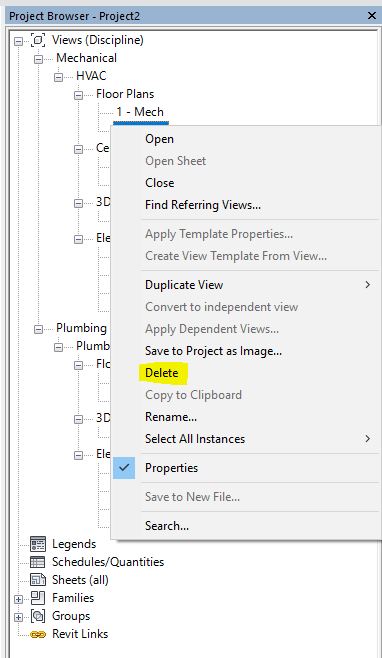 Project Browser - Project2
Views (Discipline)
Mechanical
HVAC
Floor Plans
1 - Mech
Ce
3D
Ele
Plumbing
Plumb
Flo
3D
Ele
Legends
Schedules/Quantities
Sheets (all)
Families
Groups
Revit Links
Open
Open Sheet
Close
Find Referring Views...
Apply Template Properties...
Create View Template From View...
Duplicate View
Convert to independent view
Apply Dependent Views...
Save to Project as Image...
Delete
Copy to Clipboard
Rename...
Select All Instances
Properties
Save to New File...
Search...